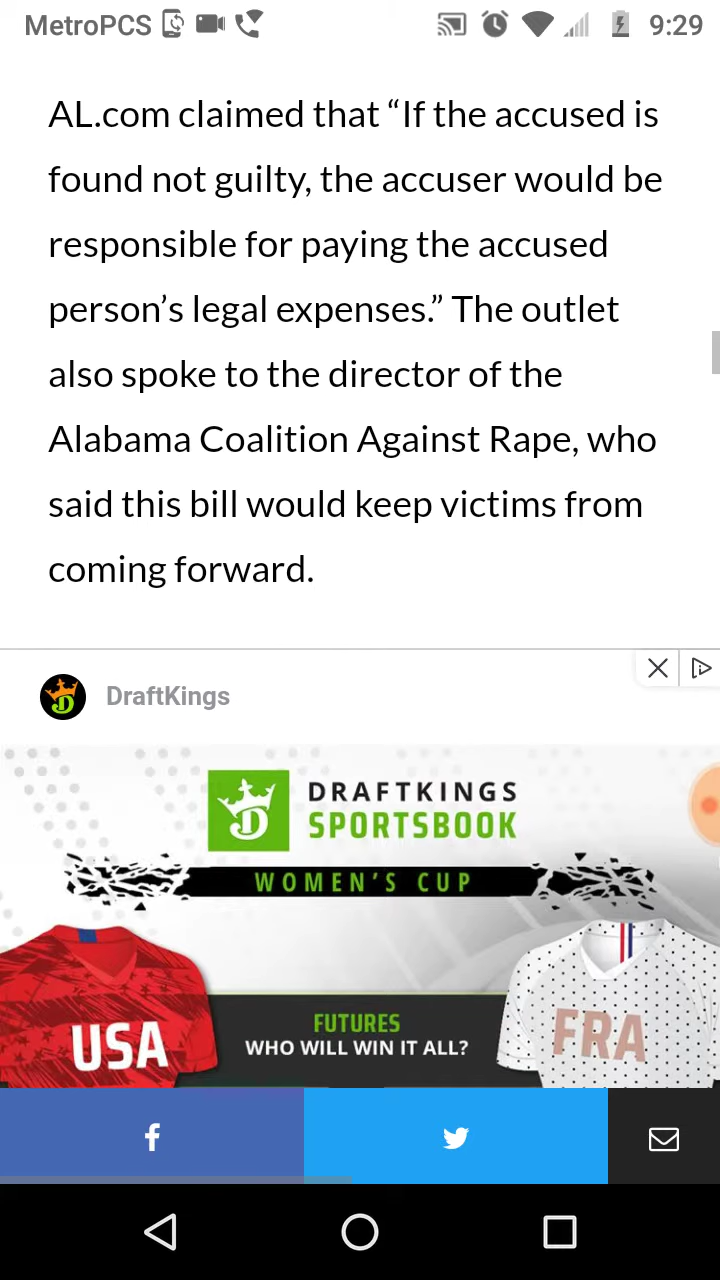 MetroPCS 9:29
AL.com claimed that “If the accused is
found not guilty, the accuser would be
responsible for paying the accused
person’s legal expenses.” The outlet
also spoke to the director of the
Alabama Coalition Against Rape, who
said this bill would keep victims from
coming forward.
DraftKings
DRAFTKINGS
SPORTSBOOK
WOMEN'S CUP
USA
FRA
FUTURES
WHO WILL WIN IT ALL?